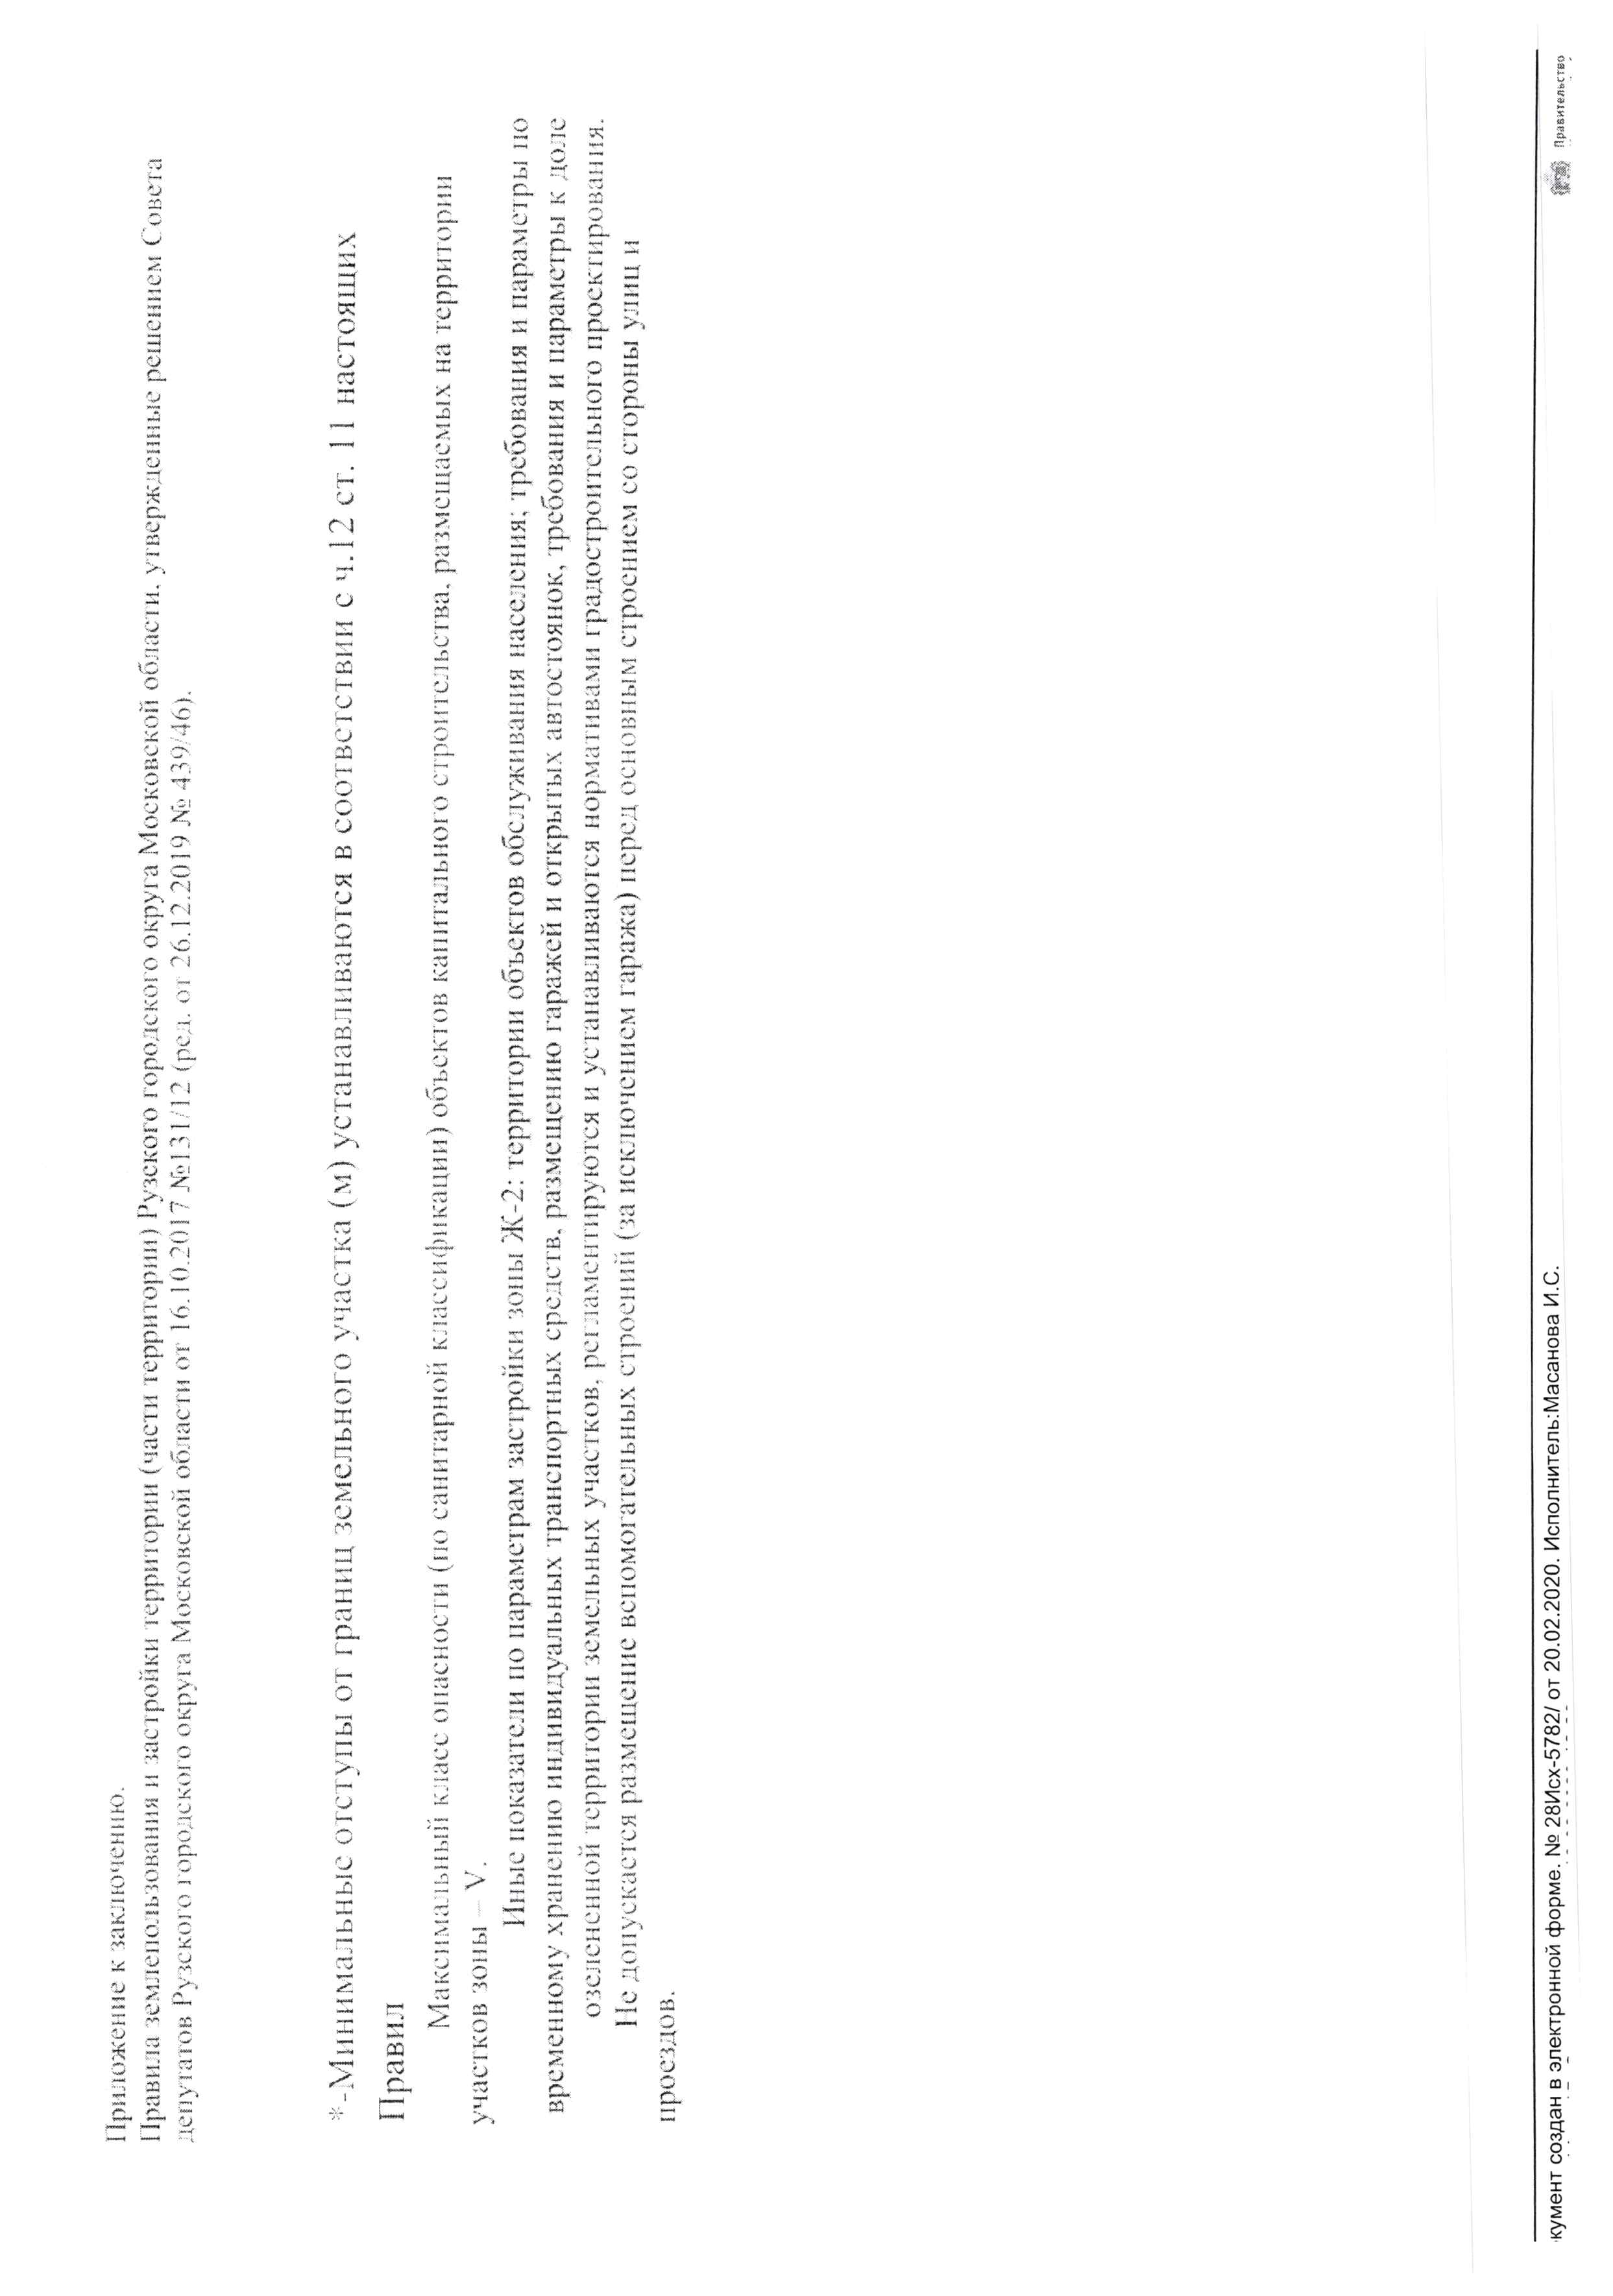 Приложение к заключению.
Правила землепользования и застройки территории (части территории) Рузского городского округа Московской области, утвержденные решением Совета
депутатов Рузского городского округа Московской области от 16.10.2017 №131/12 (ред. от 26.12.2019 № 439/46).
*-Минимальные отступы от границ земельного участка (м) устанавливаются в соответствии с ч.12 ст. 11 настоящих
Правил
Максимальный класс опасности (по санитарной классификации) объектов капитального строительства, размещаемых на территории
участков зоны – V.
Иные показатели по параметрам застройки зоны Ж-2: территории объектов обслуживания населения; требования и параметры по
временному хранению индивидуальных транспортных средств, размещению гаражей и открытых автостоянок, требования и параметры к доле
озелененной территории земельных участков, регламентируются и устанавливаются нормативами градостроительного проектирования.
Не допускается размещение вспомогательных строений (за исключением гаража) перед основным строением со стороны улиц и
проездов.
кумент создан в электронной форме. № 28Исх-5782/ от 20.02.2020. Исполнитель:Масанова И.С.
Правительство